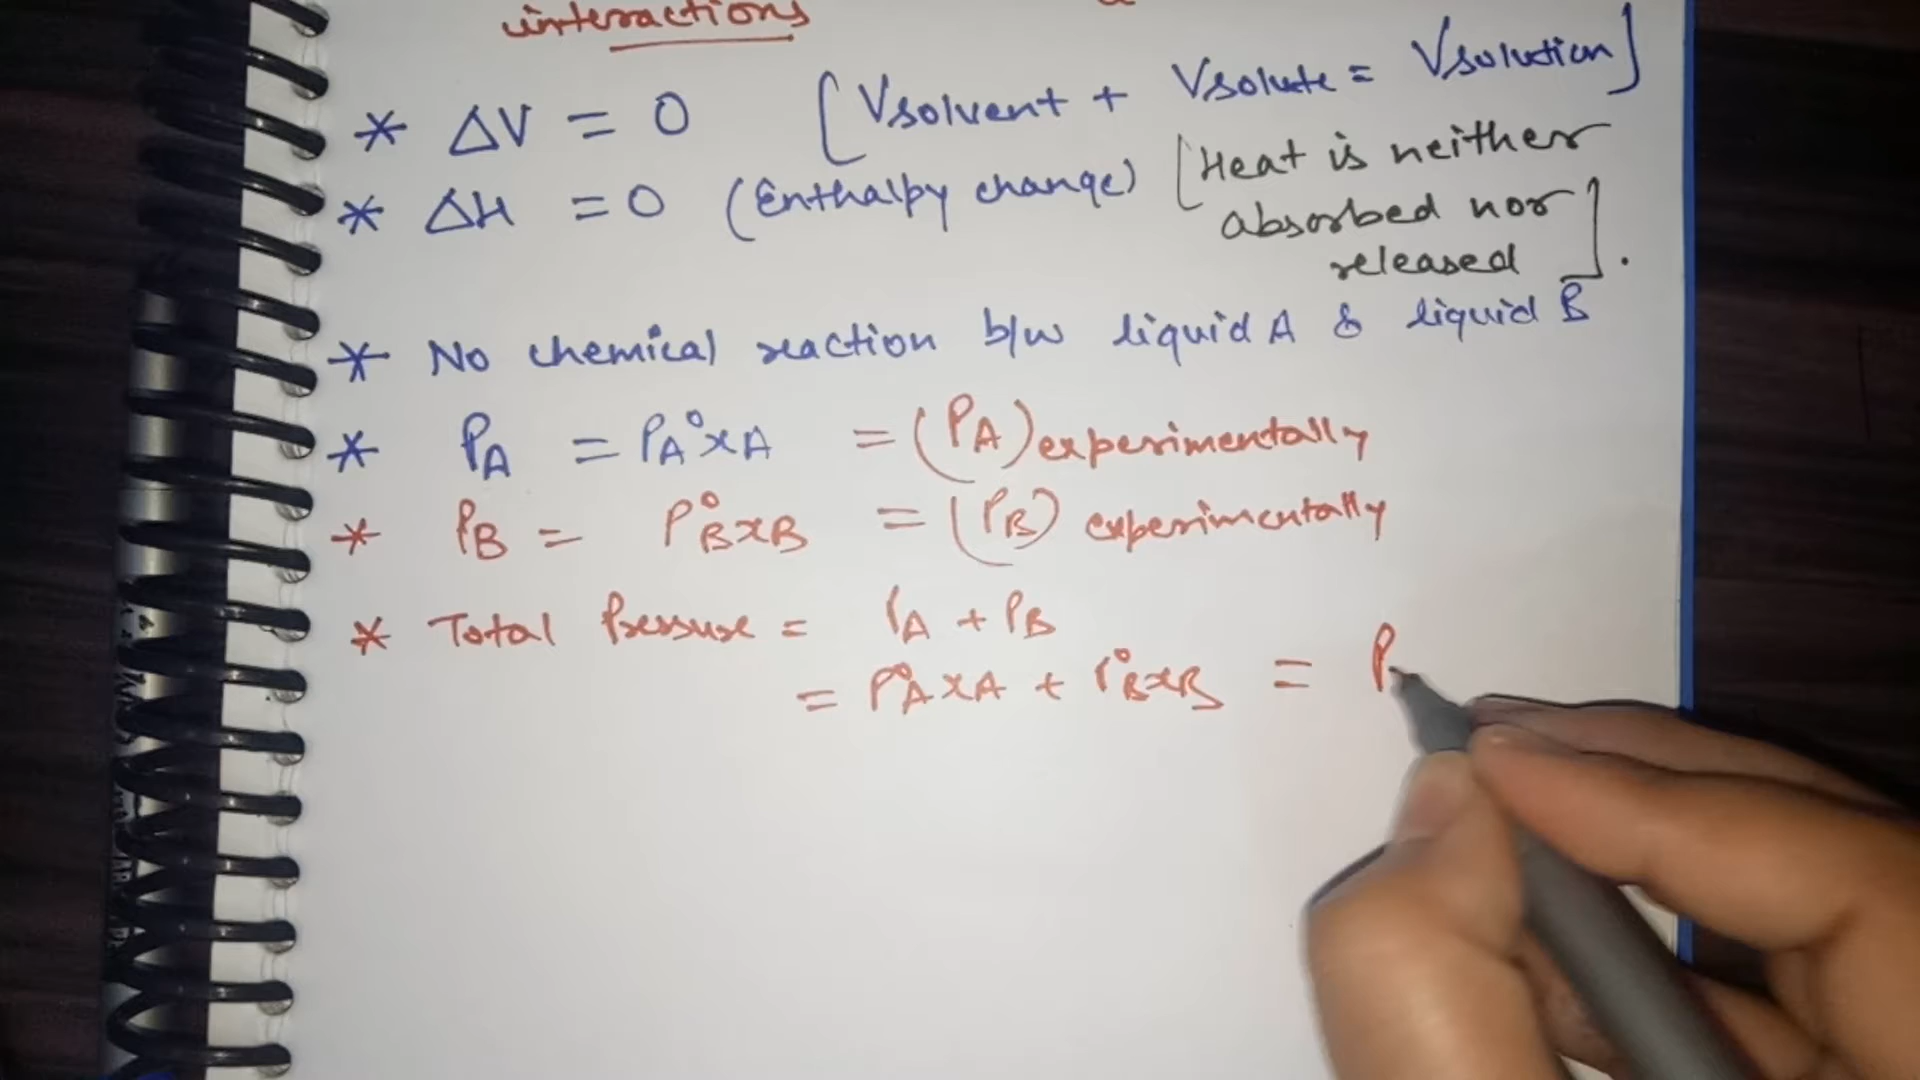 interactions
* ΔV = 0 [Vsolvent + Vsolute = Vsolution]
* ΔH = 0 (Enthalpy change) [Heat is neither
absorbed nor
released].
* No chemical reaction b/w liquid A & liquid B
* PA = PA°xA = (PA)experimentally
* PB = P°BxB = (PB) experimentally
* Total Pressure = PA + PB
= P°AxA + P°BxB = P